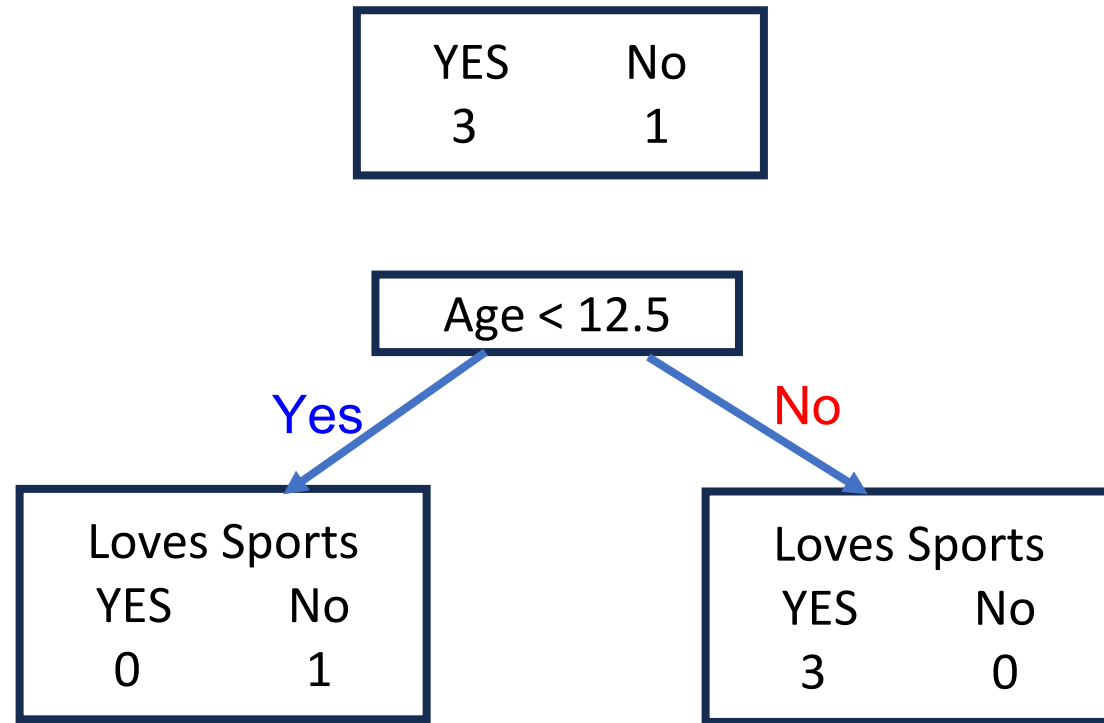 YES No
3 1
Age < 12.5
Yes No
Loves Sports
YES No
0 1
Loves Sports
YES No
3 0